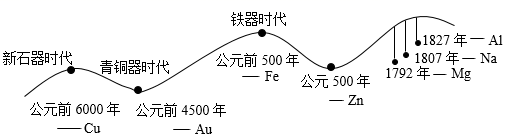 新石器时代
公元前 6000 年
— Cu
青铜器时代
公元前 4500 年
— Au
铁器时代
公元前 500 年
— Fe
公元 500 年
— Zn
1827 年 — Al
1807 年 — Na
1792 年 — Mg